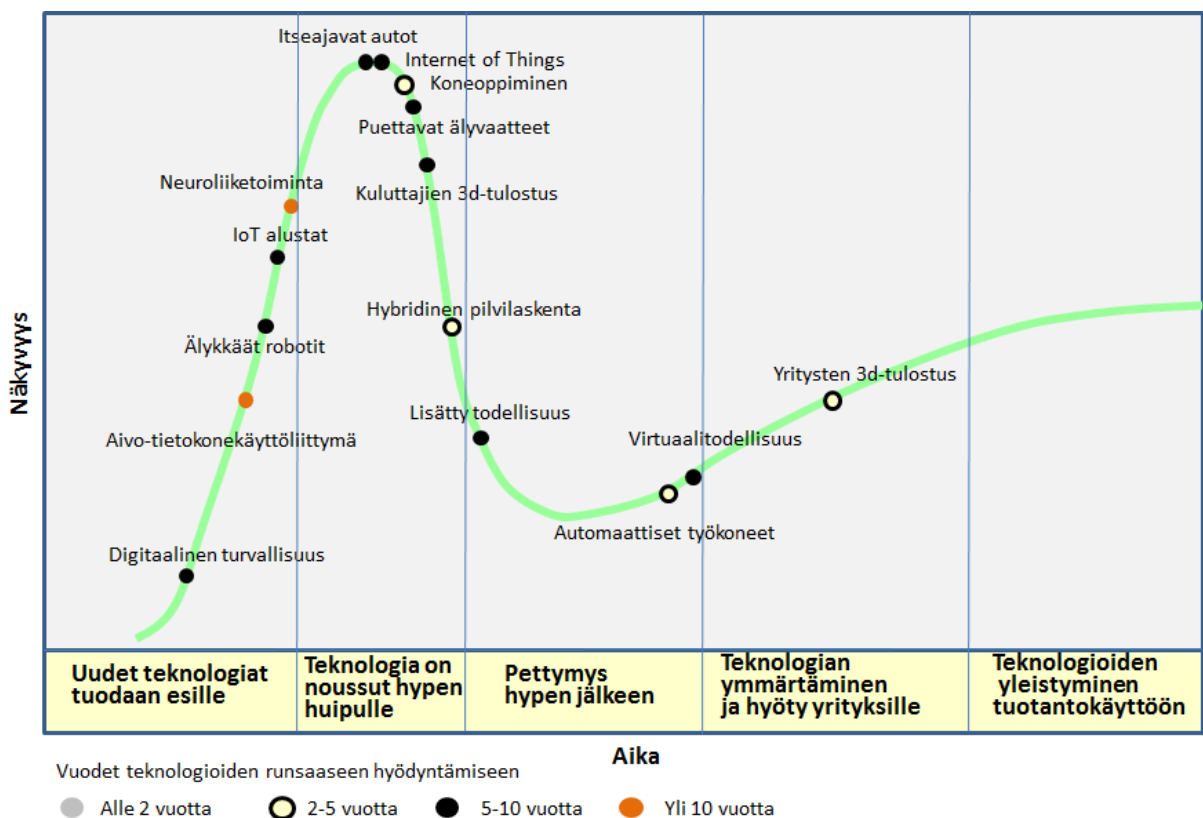 Itseajavat autot
Internet of Things
Koneoppiminen
Puettavat älyvaatteet
Neuroliiketoiminta
Kuluttajien 3d-tulostus
IoT alustat
Hybridinen pilvilaskenta
Älykkäät robotit
Yritysten 3d-tulostus
Lisätty todellisuus
Aivo-tietokonekäyttöliittymä
Virtuaalitodellisuus
Automaattiset työkoneet
Digitaalinen turvallisuus
Näkyvyys
Uudet teknologiat
tuodaan esille
Teknologia on
noussut hypen
huipulle
Pettymys
hypen jälkeen
Teknologian
ymmärtäminen
ja hyöty yrityksille
Teknologioiden
yleistyminen
tuotantokäyttöön
Aika
Vuodet teknologioiden runsaaseen hyödyntämiseen
Alle 2 vuotta
2-5 vuotta
5-10 vuotta
Yli 10 vuotta